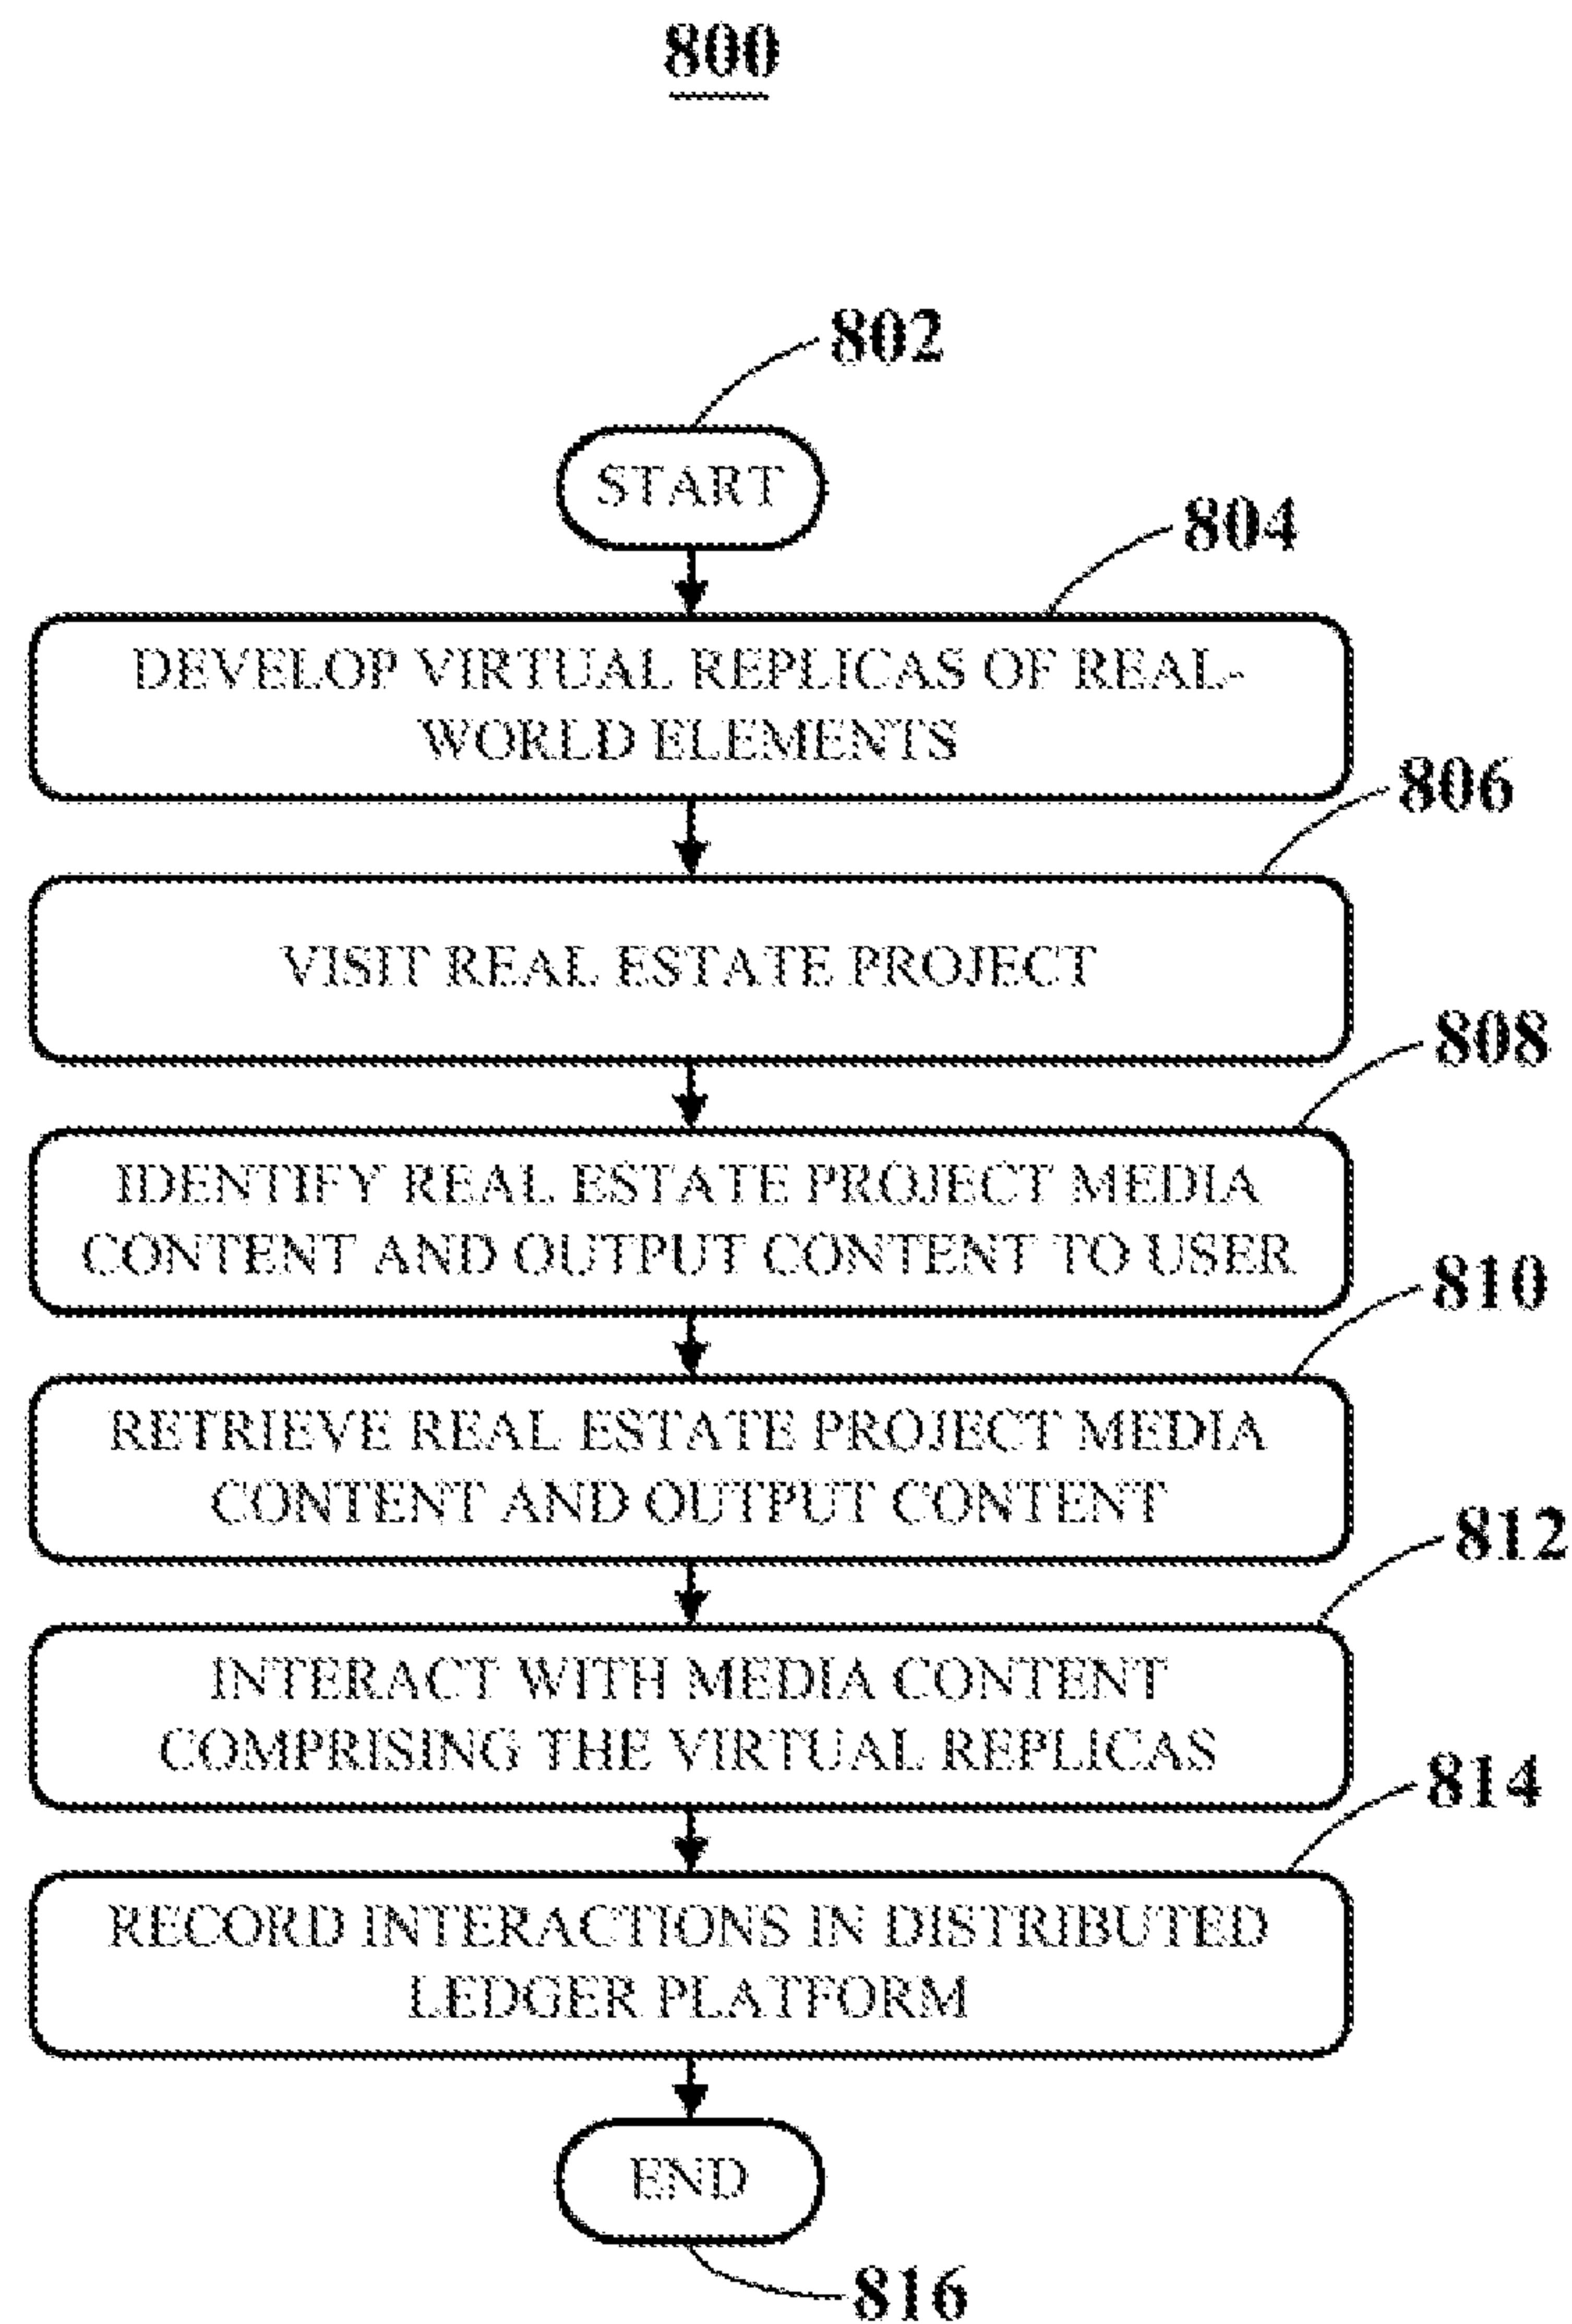 800
802
START
804
DEVELOP VIRTUAL REPLICAS OF REAL-
WORLD ELEMENTS
806
VISIT REAL ESTATE PROJECT
808
IDENTIFY REAL ESTATE PROJECT MEDIA
CONTENT AND OUTPUT CONTENT TO USER
810
RETRIEVE REAL ESTATE PROJECT MEDIA
CONTENT AND OUTPUT CONTENT
812
INTERACT WITH MEDIA CONTENT
COMPRISING THE VIRTUAL REPLICAS
814
RECORD INTERACTIONS IN DISTRIBUTED
LEDGER PLATFORM
END
816